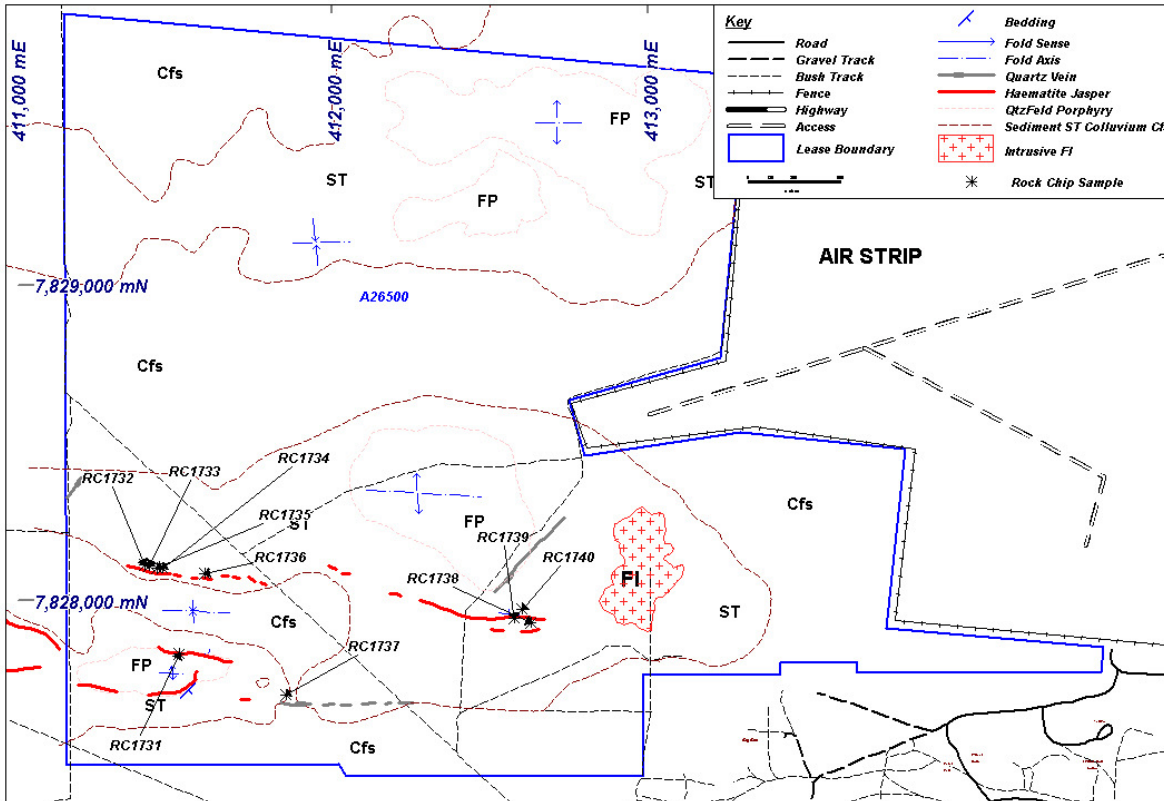 411,000 mE
412,000 mE
413,000 mE
Key
Road
Gravel Track
Bush Track
Fence
Highway
Access
Lease Boundary
Bedding
Fold Sense
Fold Axis
Quartz Vein
Haematite Jasper
QtzFeld Porphyry
Sediment ST Colluvium Cf
Intrusive FI
Rock Chip Sample
Cfs
FP
ST
FP
ST
AIR STRIP
7,829,000 mN
A26500
Cfs
RC1732
RC1733
RC1734
RC1735
ST
RC1736
FP
RC1739
RC1740
RC1738
Cfs
FI
ST
7,828,000 mN
Cfs
RC1737
FP
ST
RC1731
Cfs